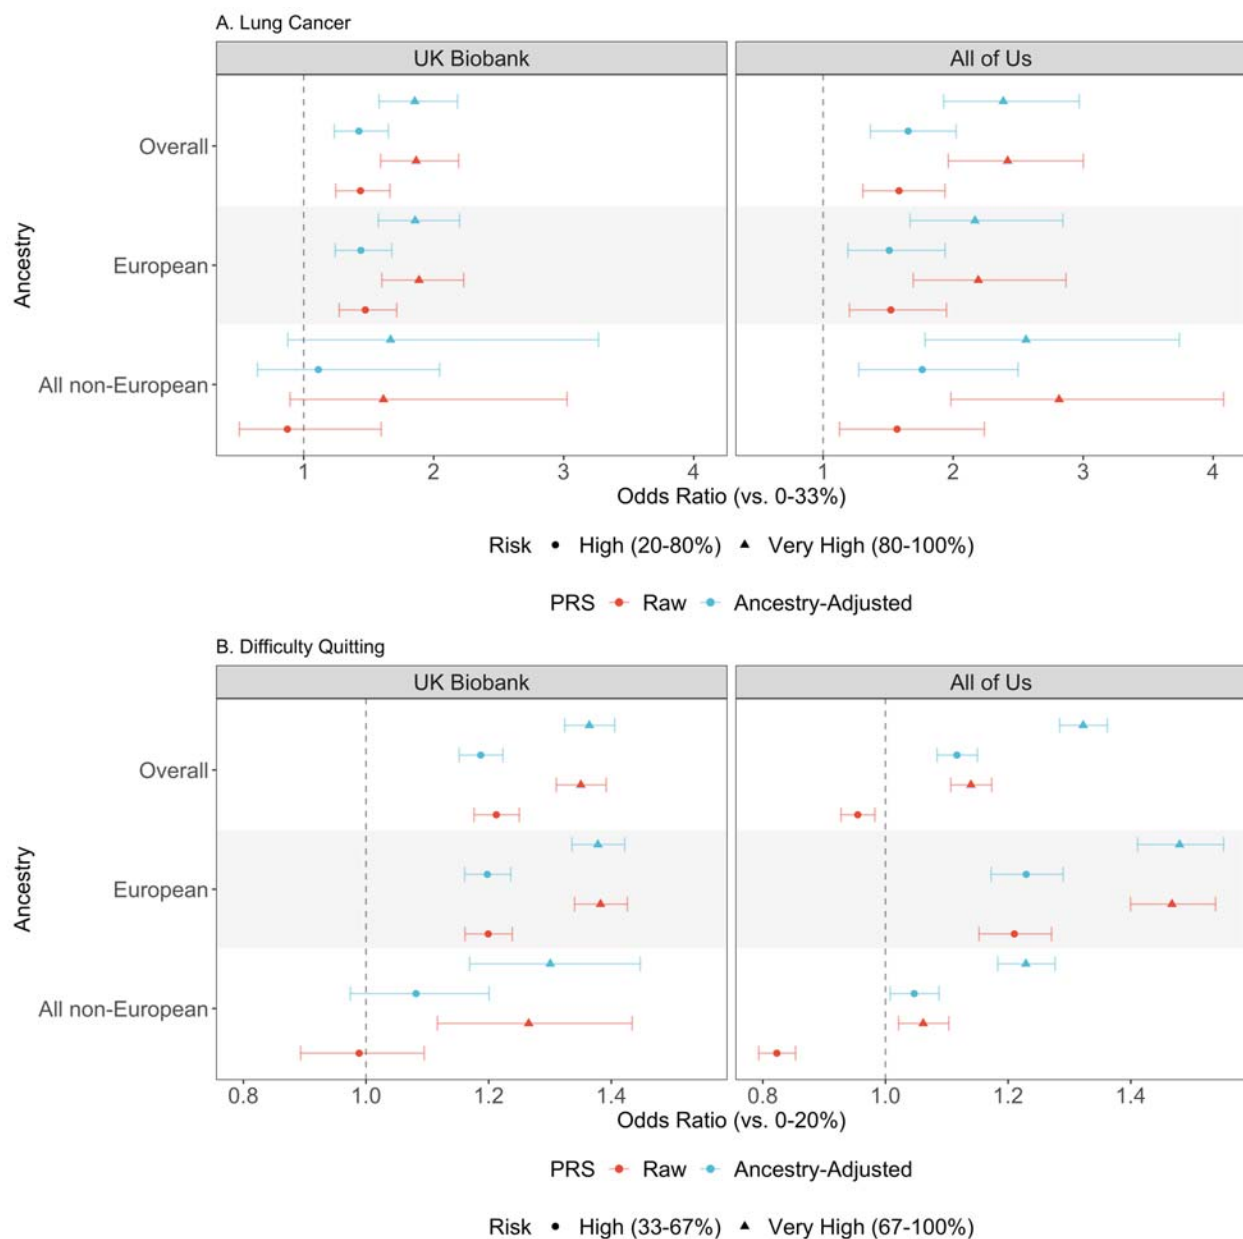 A. Lung Cancer
UK Biobank
All of Us
Ancestry
Overall
European
All non-European
1 2 3 4
1 2 3 4
Odds Ratio (vs. 0-33%)
Risk High (20-80%) Very High (80-100%)
PRS Raw Ancestry-Adjusted
B. Difficulty Quitting
UK Biobank
All of Us
Ancestry
Overall
European
All non-European
0.8 1.0 1.2 1.4
0.8 1.0 1.2 1.4
Odds Ratio (vs. 0-20%)
PRS Raw Ancestry-Adjusted
Risk High (33-67%) Very High (67-100%)